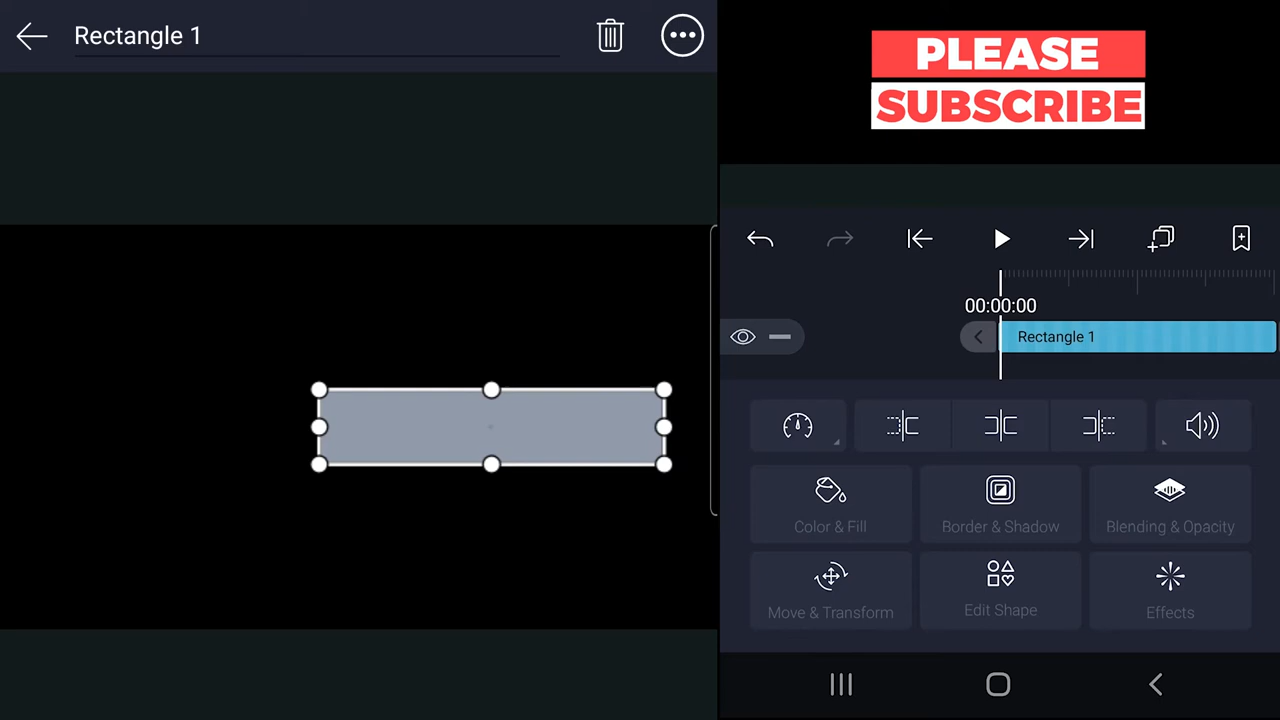 Rectangle 1
PLEASE
SUBSCRIBE
00:00:00
Rectangle 1
Color & Fill
Border & Shadow
Blending & Opacity
Move & Transform
Edit Shape
Effects